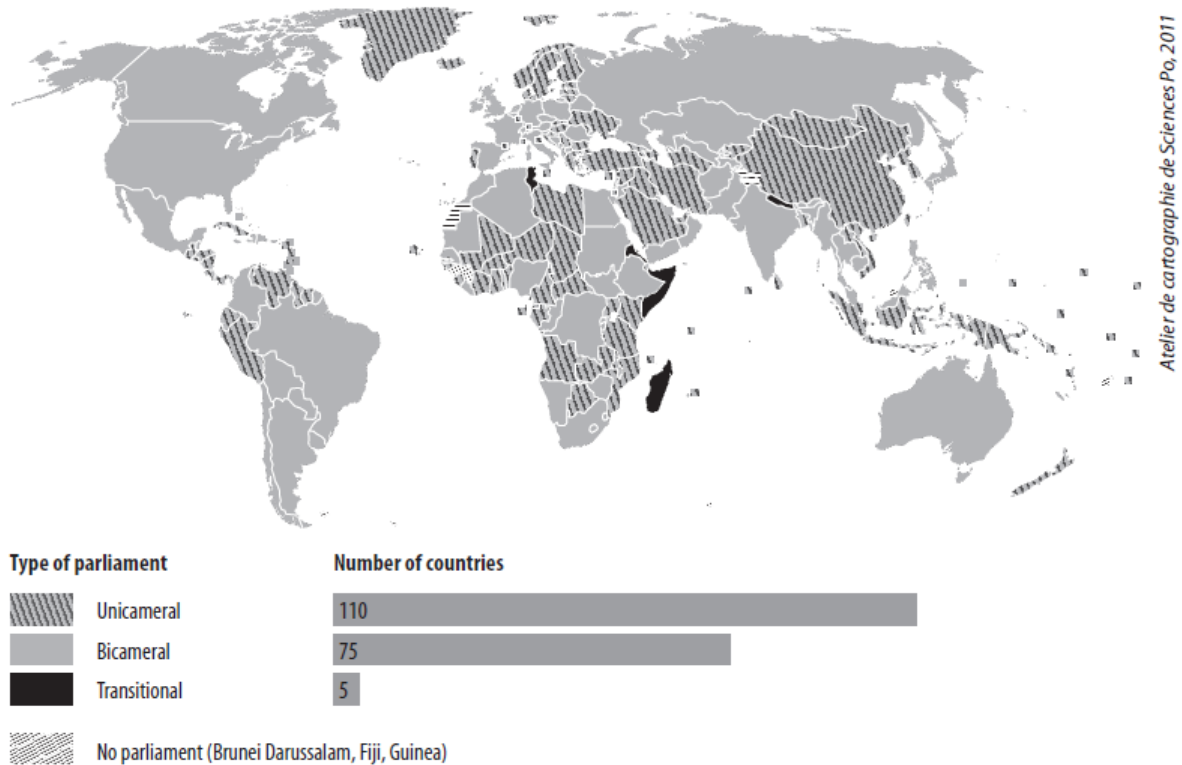 Atelier de cartographie de Sciences Po, 2011
Type of parliament
Number of countries
Unicameral
110
Bicameral
75
Transitional
5
No parliament (Brunei Darussalam, Fiji, Guinea)